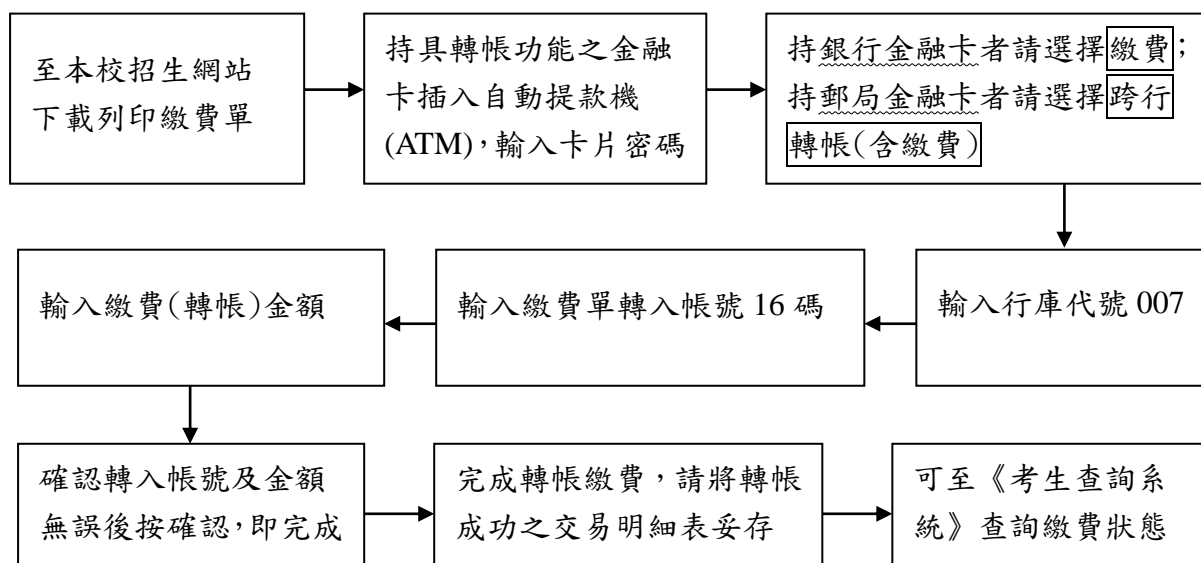 至本校招生網站
下載列印繳費單
持具轉帳功能之金融
卡插入自動提款機
(ATM),輸入卡片密碼
持銀行金融卡者請選擇繳費;
持郵局金融卡者請選擇跨行
轉帳(含繳費)
輸入行庫代號 007
輸入繳費單轉入帳號 16 碼
輸入繳費(轉帳)金額
確認轉入帳號及金額
無誤後按確認,即完成
完成轉帳繳費,請將轉帳
成功之交易明細表妥存
可至《考生查詢系
統》查詢繳費狀態